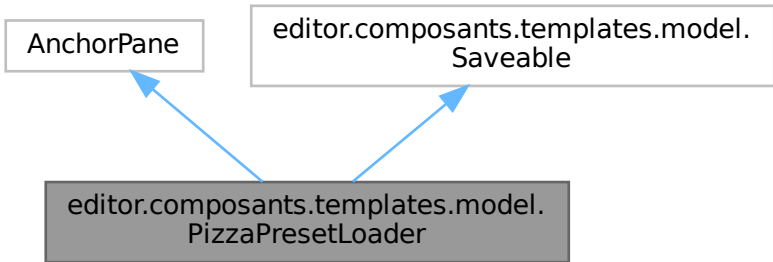 AnchorPane
editor.composants.templates.model.
Saveable
editor.composants.templates.model.
PizzaPresetLoader